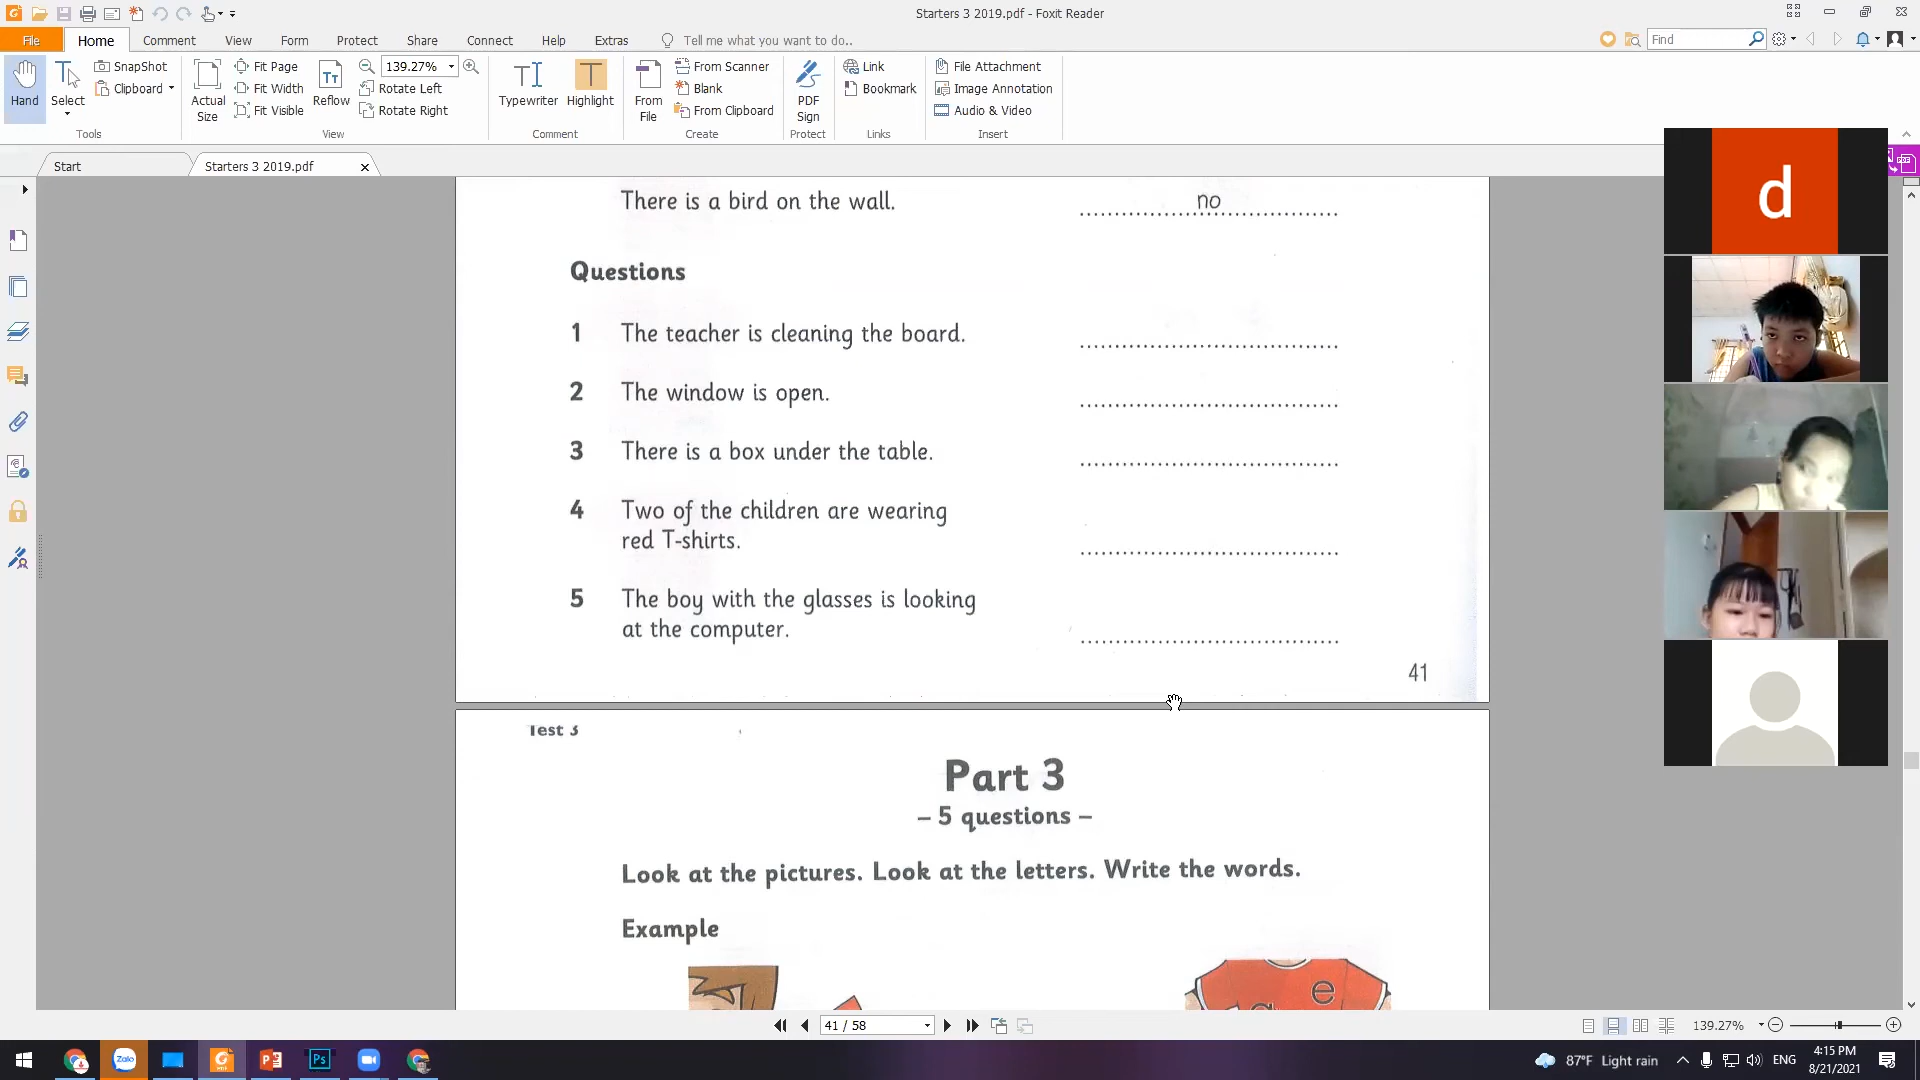 Starters 3 2019.pdf - Foxit Reader
File Home Comment View Form Protect Share Connect Help Extras Tell me what you want to do.. Find
Hand
Select
SnapShot
Clipboard
Tools
Actual Size
Fit Page
Fit Width
Fit Visible
Reflow
139.27%
Rotate Left
Rotate Right
View
Typewriter
Highlight
Comment
From File
From Scanner
Blank
From Clipboard
Create
PDF Sign
Protect
Link
Bookmark
Links
File Attachment
Image Annotation
Audio & Video
Insert
Start
Starters 3 2019.pdf
There is a bird on the wall. no
Questions
1 The teacher is cleaning the board.
2 The window is open.
3 There is a box under the table.
4 Two of the children are wearing
red T-shirts.
5 The boy with the glasses is looking
at the computer.
41
Test 3
Part 3
– 5 questions –
Look at the pictures. Look at the letters. Write the words.
Example
e
d
41 / 58
139.27%
Zalo
Ps
87°F Light rain
ENG
4:15 PM
8/21/2021